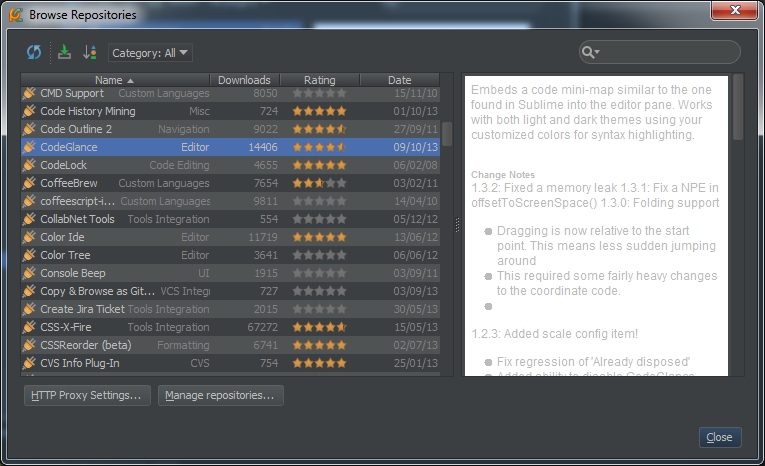 Browse Repositories
Category: All
Name Downloads Rating Date
CMD Support Custom Languages 8050 15/11/10
Code History Mining Misc 724 01/10/13
Code Outline 2 Navigation 9022 27/09/11
CodeGlance Editor 14406 09/10/13
CodeLock Code Editing 4655 06/02/08
CoffeeBrew Custom Languages 7654 03/02/11
coffeescript-i... Custom Languages 9811 14/04/10
CollabNet Tools Tools Integration 554 05/12/12
Color Ide Editor 11719 13/06/12
Color Tree Editor 3641 06/06/12
Console Beep UI 1915 03/09/11
Copy & Browse as Git... VCS Integ 727 03/09/13
Create Jira Ticket Tools Integration 2015 30/05/13
CSS-X-Fire Tools Integration 67272 15/05/13
CSSReorder (beta) Formatting 6741 02/07/13
CVS Info Plug-In CVS 754 25/01/13
Embeds a code mini-map similar to the one
found in Sublime into the editor pane. Works
with both light and dark themes using your
customized colors for syntax highlighting.
Change Notes
1.3.2: Fixed a memory leak 1.3.1: Fix a NPE in
offsetToScreenSpace() 1.3.0: Folding support
Dragging is now relative to the start
point. This means less sudden jumping
around
This required some fairly heavy changes
to the coordinate code.
1.2.3: Added scale config item!
Fix regression of 'Already disposed'
Added ability to disable CodeGlance
HTTP Proxy Settings...
Manage repositories...
Close